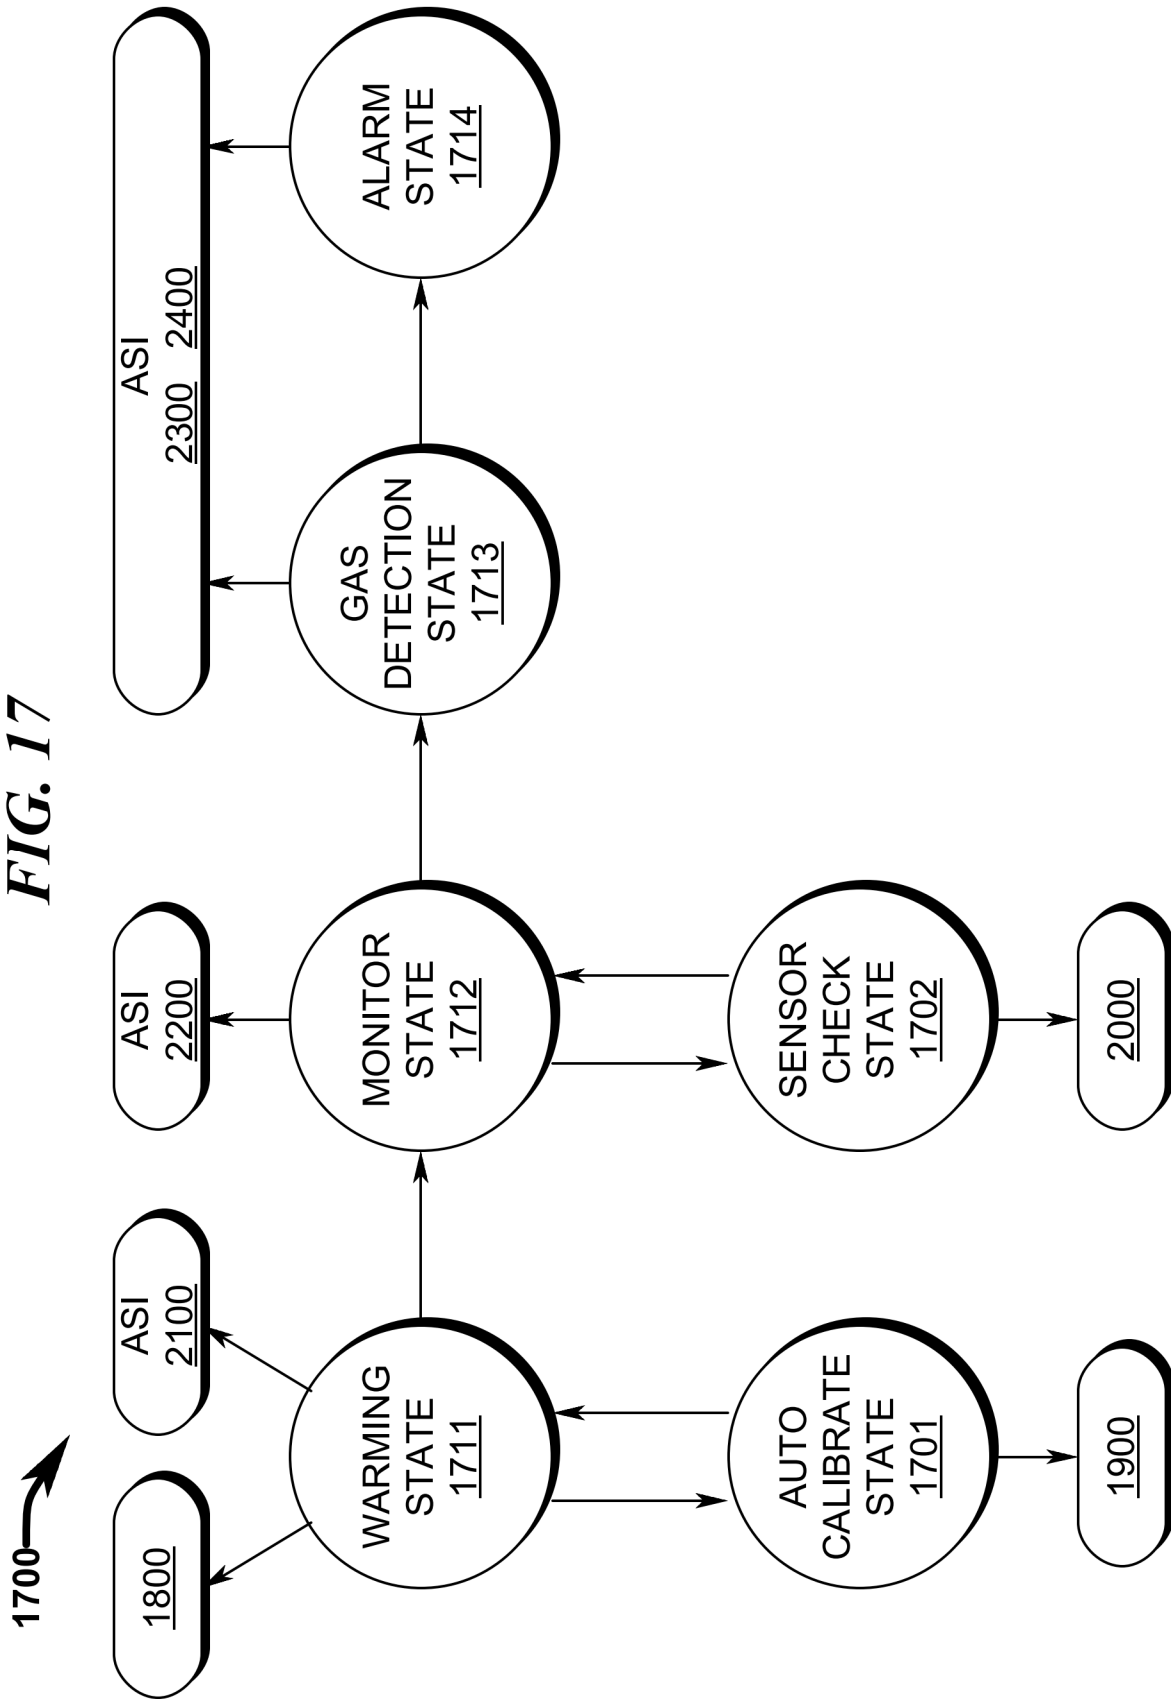 FIG. 17
1700
1800
ASI
2100
ASI
2200
ASI
2300 2400
WARMING
STATE
1711
MONITOR
STATE
1712
GAS
DETECTION
STATE
1713
ALARM
STATE
1714
AUTO
CALIBRATE
STATE
1701
SENSOR
CHECK
STATE
1702
1900
2000